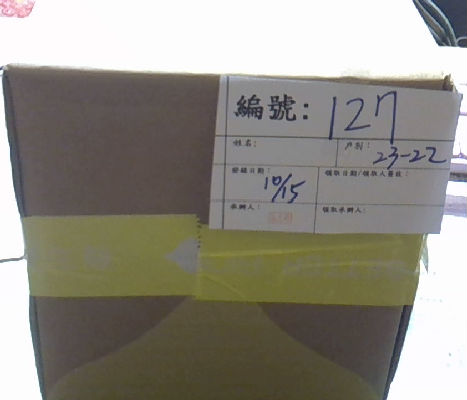 編號: 127
姓名: 戶別: 23-22
登錄日期: 10/15 領取日期/領取人簽收:
承辦人: 領取承辦人: